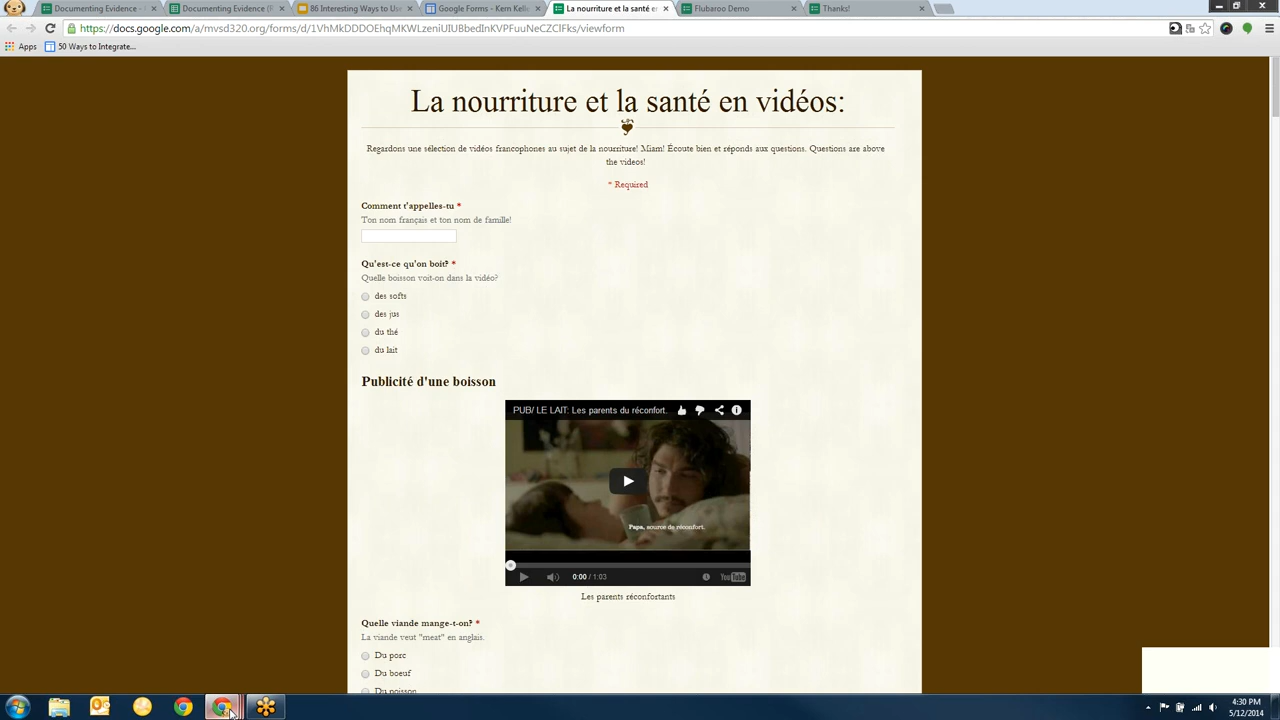 Documenting Evidence -
Documenting Evidence (R
86 Interesting Ways to Use
Google Forms - Kern Kelle
La nourriture et la santé en
Flubaroo Demo
Thanks!
https://docs.google.com/a/mvsd320.org/forms/d/1VhMkDDDOEhqMKWLzeniUIUBbedInKVPFuuNeCZClFks/viewform
Apps
50 Ways to Integrate...
La nourriture et la santé en vidéos:
Regardons une sélection de vidéos francophones au sujet de la nourriture! Miam! Écoute bien et réponds aux questions. Questions are above
the videos!
* Required
Comment t'appelles-tu *
Ton nom français et ton nom de famille!
Qu'est-ce qu'on boit? *
Quelle boisson voit-on dans la vidéo?
des softs
des jus
du thé
du lait
Publicité d'une boisson
PUB/ LE LAIT: Les parents du réconfort.
Papa, source de réconfort.
0:00 / 1:03
YouTube
Les parents réconfortants
Quelle viande mange-t-on? *
La viande veut "meat" en anglais.
Du porc
Du boeuf
Du poisson
4:30 PM
5/12/2014